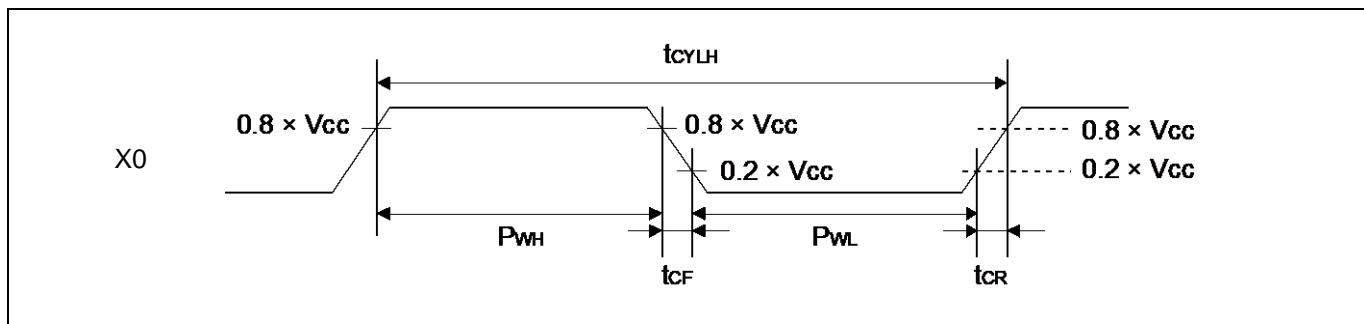 tCYLH
0.8 × Vcc
0.8 × Vcc
0.8 × Vcc
X0
0.2 × Vcc
0.2 × Vcc
PWH
PWL
tCF
tCR